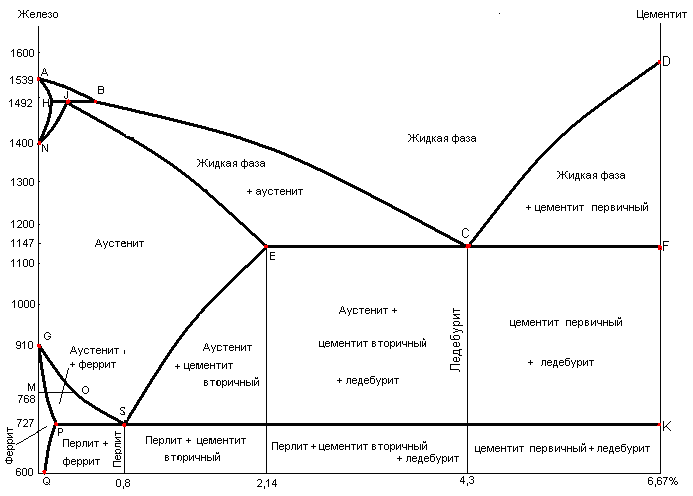 Железо
Цементит
1600
A
D
1539
B
J
1492
H
N
1400
Жидкая фаза
Жидкая фаза
+ аустенит
Жидкая фаза
+ цементит первичный
1300
1200
1147
1100
Аустенит
C
E
F
1000
Аустенит +
цементит вторичный
+ ледебурит
Ледебурит
цементит первичный
+ ледебурит
910
G
Аустенит
+ феррит
Аустенит
+ цементит
вторичный
M
768
O
S
727
P
K
Феррит
Перлит +
феррит
Перлит
Перлит + цементит
вторичный
Перлит + цементит вторичный
+ ледебурит
цементит первичный + ледебурит
600
Q
0,8
2,14
4,3
6,67%